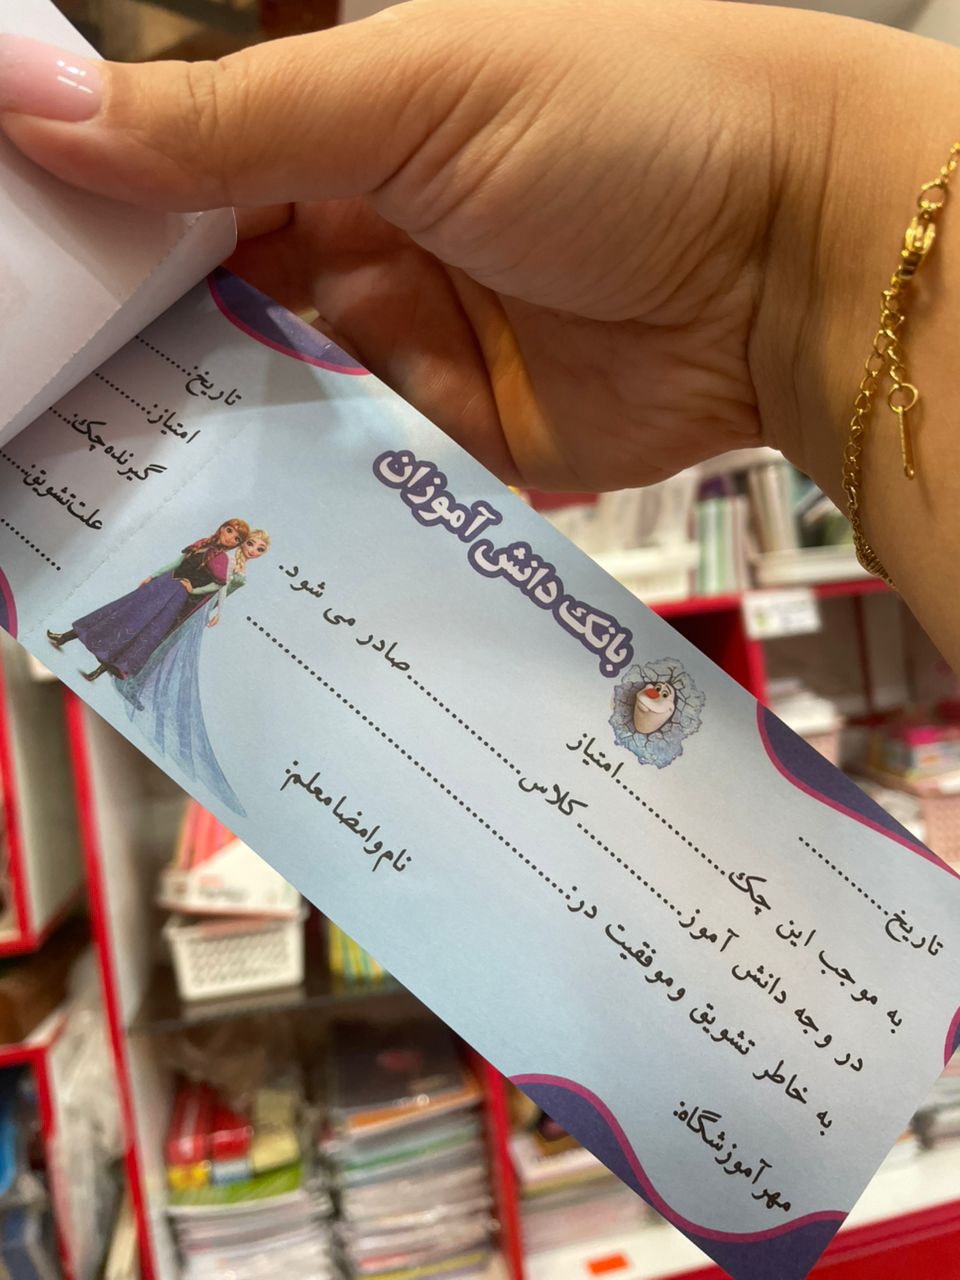 بانک دانش آموزان
تاریخ..............
به موجب این چک....................امتیاز
در وجه دانش آموز....................کلاس....................صادر می شود.
به خاطر تشویق وموفقیت در:............................................................
مهر آموزشگاه:
نام وامضا معلم:
تاریخ:..........
امتیاز:..........
گیرنده چک:.....
علت تشویق:......
..............